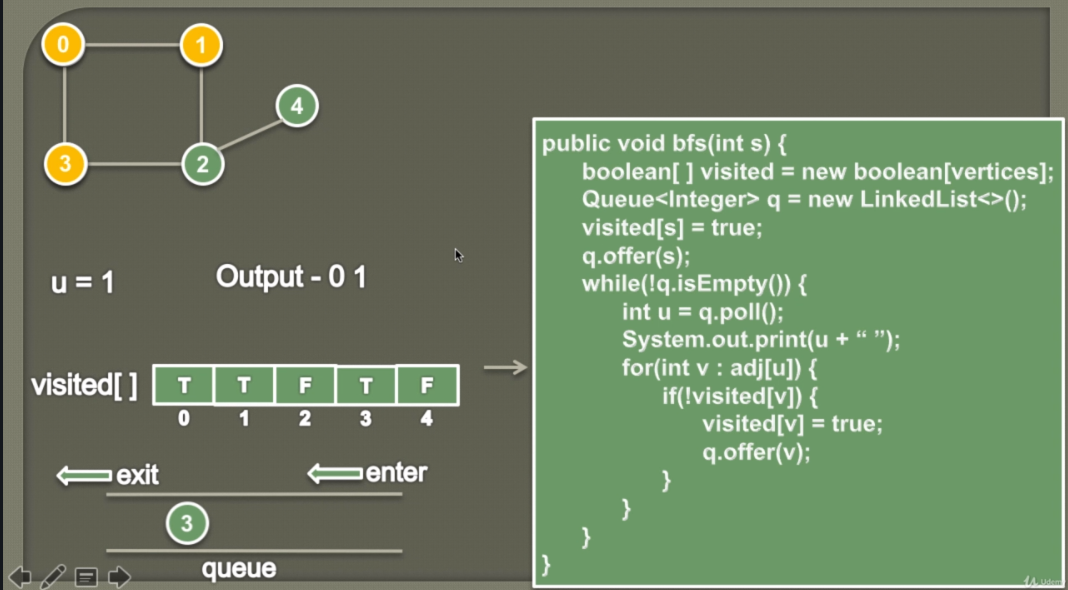 0 1
4
3 2
u = 1 Output - 0 1
visited[ ] T T F T F
0 1 2 3 4
exit enter
3
queue
public void bfs(int s) {
boolean[ ] visited = new boolean[vertices];
Queue<Integer> q = new LinkedList<>();
visited[s] = true;
q.offer(s);
while(!q.isEmpty()) {
int u = q.poll();
System.out.print(u + “ ”);
for(int v : adj[u]) {
if(!visited[v]) {
visited[v] = true;
q.offer(v);
}
}
}
}
Udemy